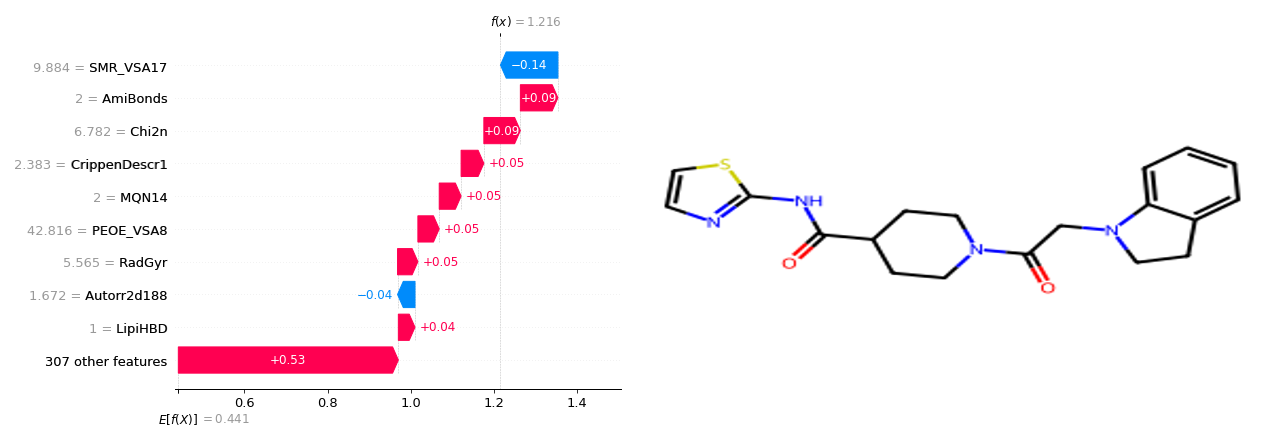 f(x) = 1.216
9.884 = SMR_VSA17
−0.14
2 = AmiBonds
+0.09
6.782 = Chi2n
+0.09
2.383 = CrippenDescr1
+0.05
2 = MQN14
+0.05
42.816 = PEOE_VSA8
+0.05
5.565 = RadGyr
+0.05
1.672 = Autorr2d188
−0.04
1 = LipiHBD
+0.04
307 other features
+0.53
0.6 0.8 1.0 1.2 1.4
E[f(X)] = 0.441
S
N
NH
O
N
O
N